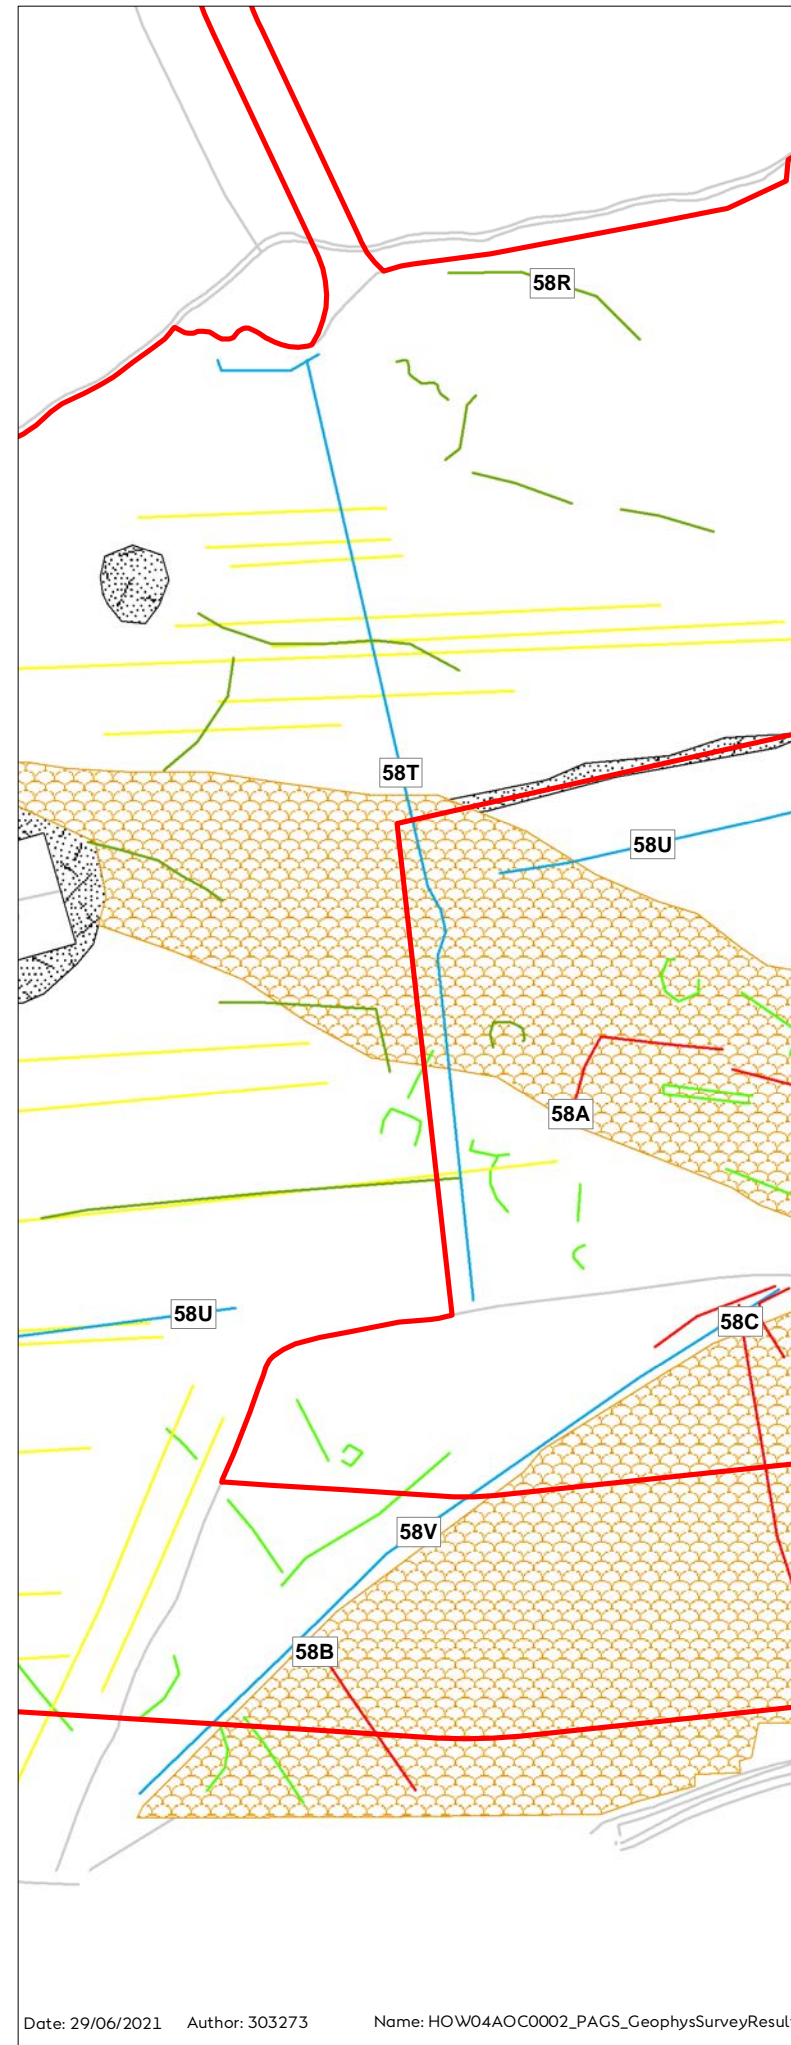 58R
58T
58U
58A
58U
58C
58V
58B
Date: 29/06/2021 Author: 303273 Name: HOW04AOC0002_PAGS_GeophysSurveyResul